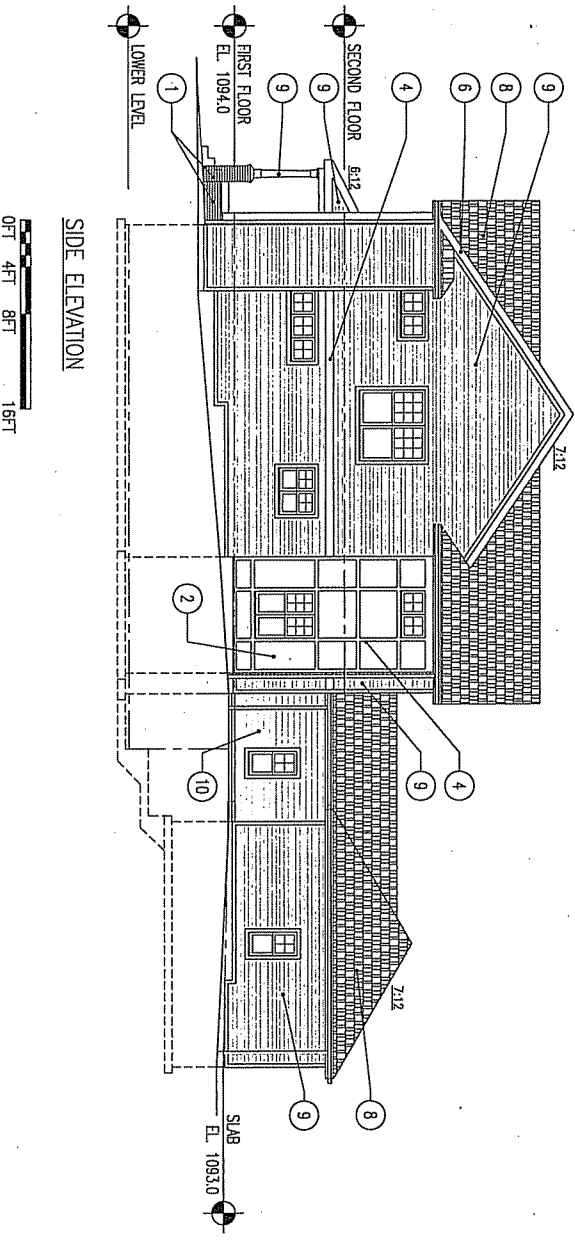 7:12
9
8
6
4
9
4
7:12
8
SECOND FLOOR
6:12
9
9
9
FIRST FLOOR
EL. 1094.0
SLAB
EL. 1093.0
10
2
1
LOWER LEVEL
SIDE ELEVATION
0FT 4FT 8FT 16FT